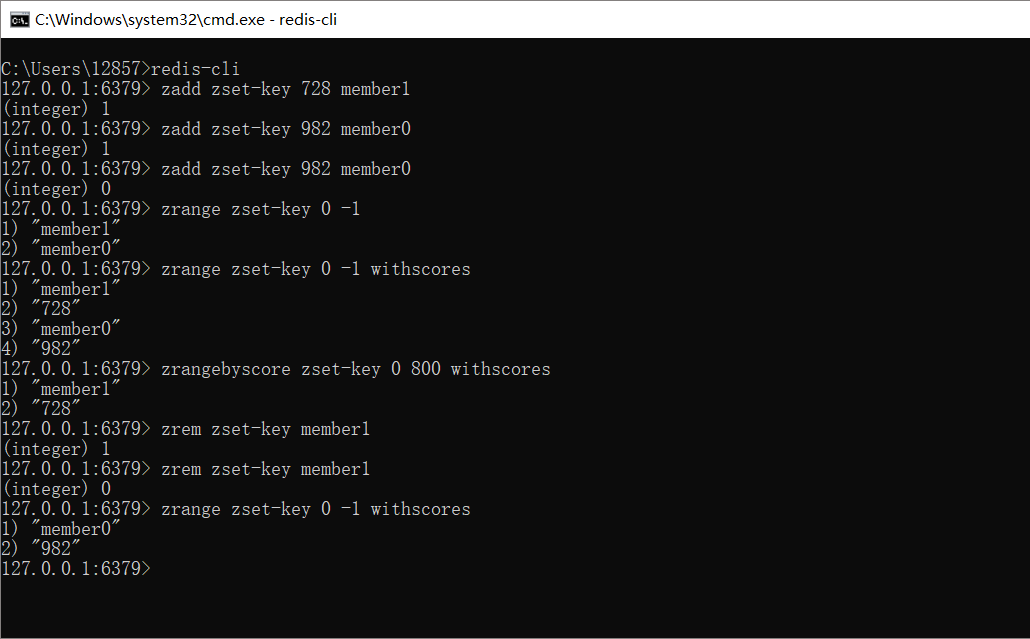 C:\Windows\system32\cmd.exe - redis-cli
C:\Users\12857>redis-cli
127.0.0.1:6379> zadd zset-key 728 member1
(integer) 1
127.0.0.1:6379> zadd zset-key 982 member0
(integer) 1
127.0.0.1:6379> zadd zset-key 982 member0
(integer) 0
127.0.0.1:6379> zrange zset-key 0 -1
1) "member1"
2) "member0"
127.0.0.1:6379> zrange zset-key 0 -1 withscores
1) "member1"
2) "728"
3) "member0"
4) "982"
127.0.0.1:6379> zrangebyscore zset-key 0 800 withscores
1) "member1"
2) "728"
127.0.0.1:6379> zrem zset-key member1
(integer) 1
127.0.0.1:6379> zrem zset-key member1
(integer) 0
127.0.0.1:6379> zrange zset-key 0 -1 withscores
1) "member0"
2) "982"
127.0.0.1:6379>